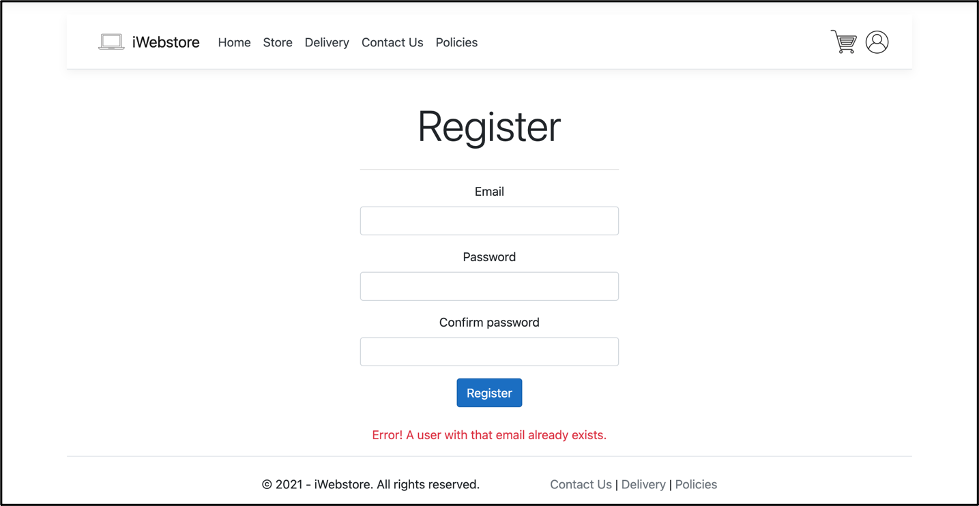 iWebstore Home Store Delivery Contact Us Policies
Register
Email
Password
Confirm password
Register
Error! A user with that email already exists.
© 2021 - iWebstore. All rights reserved. Contact Us | Delivery | Policies